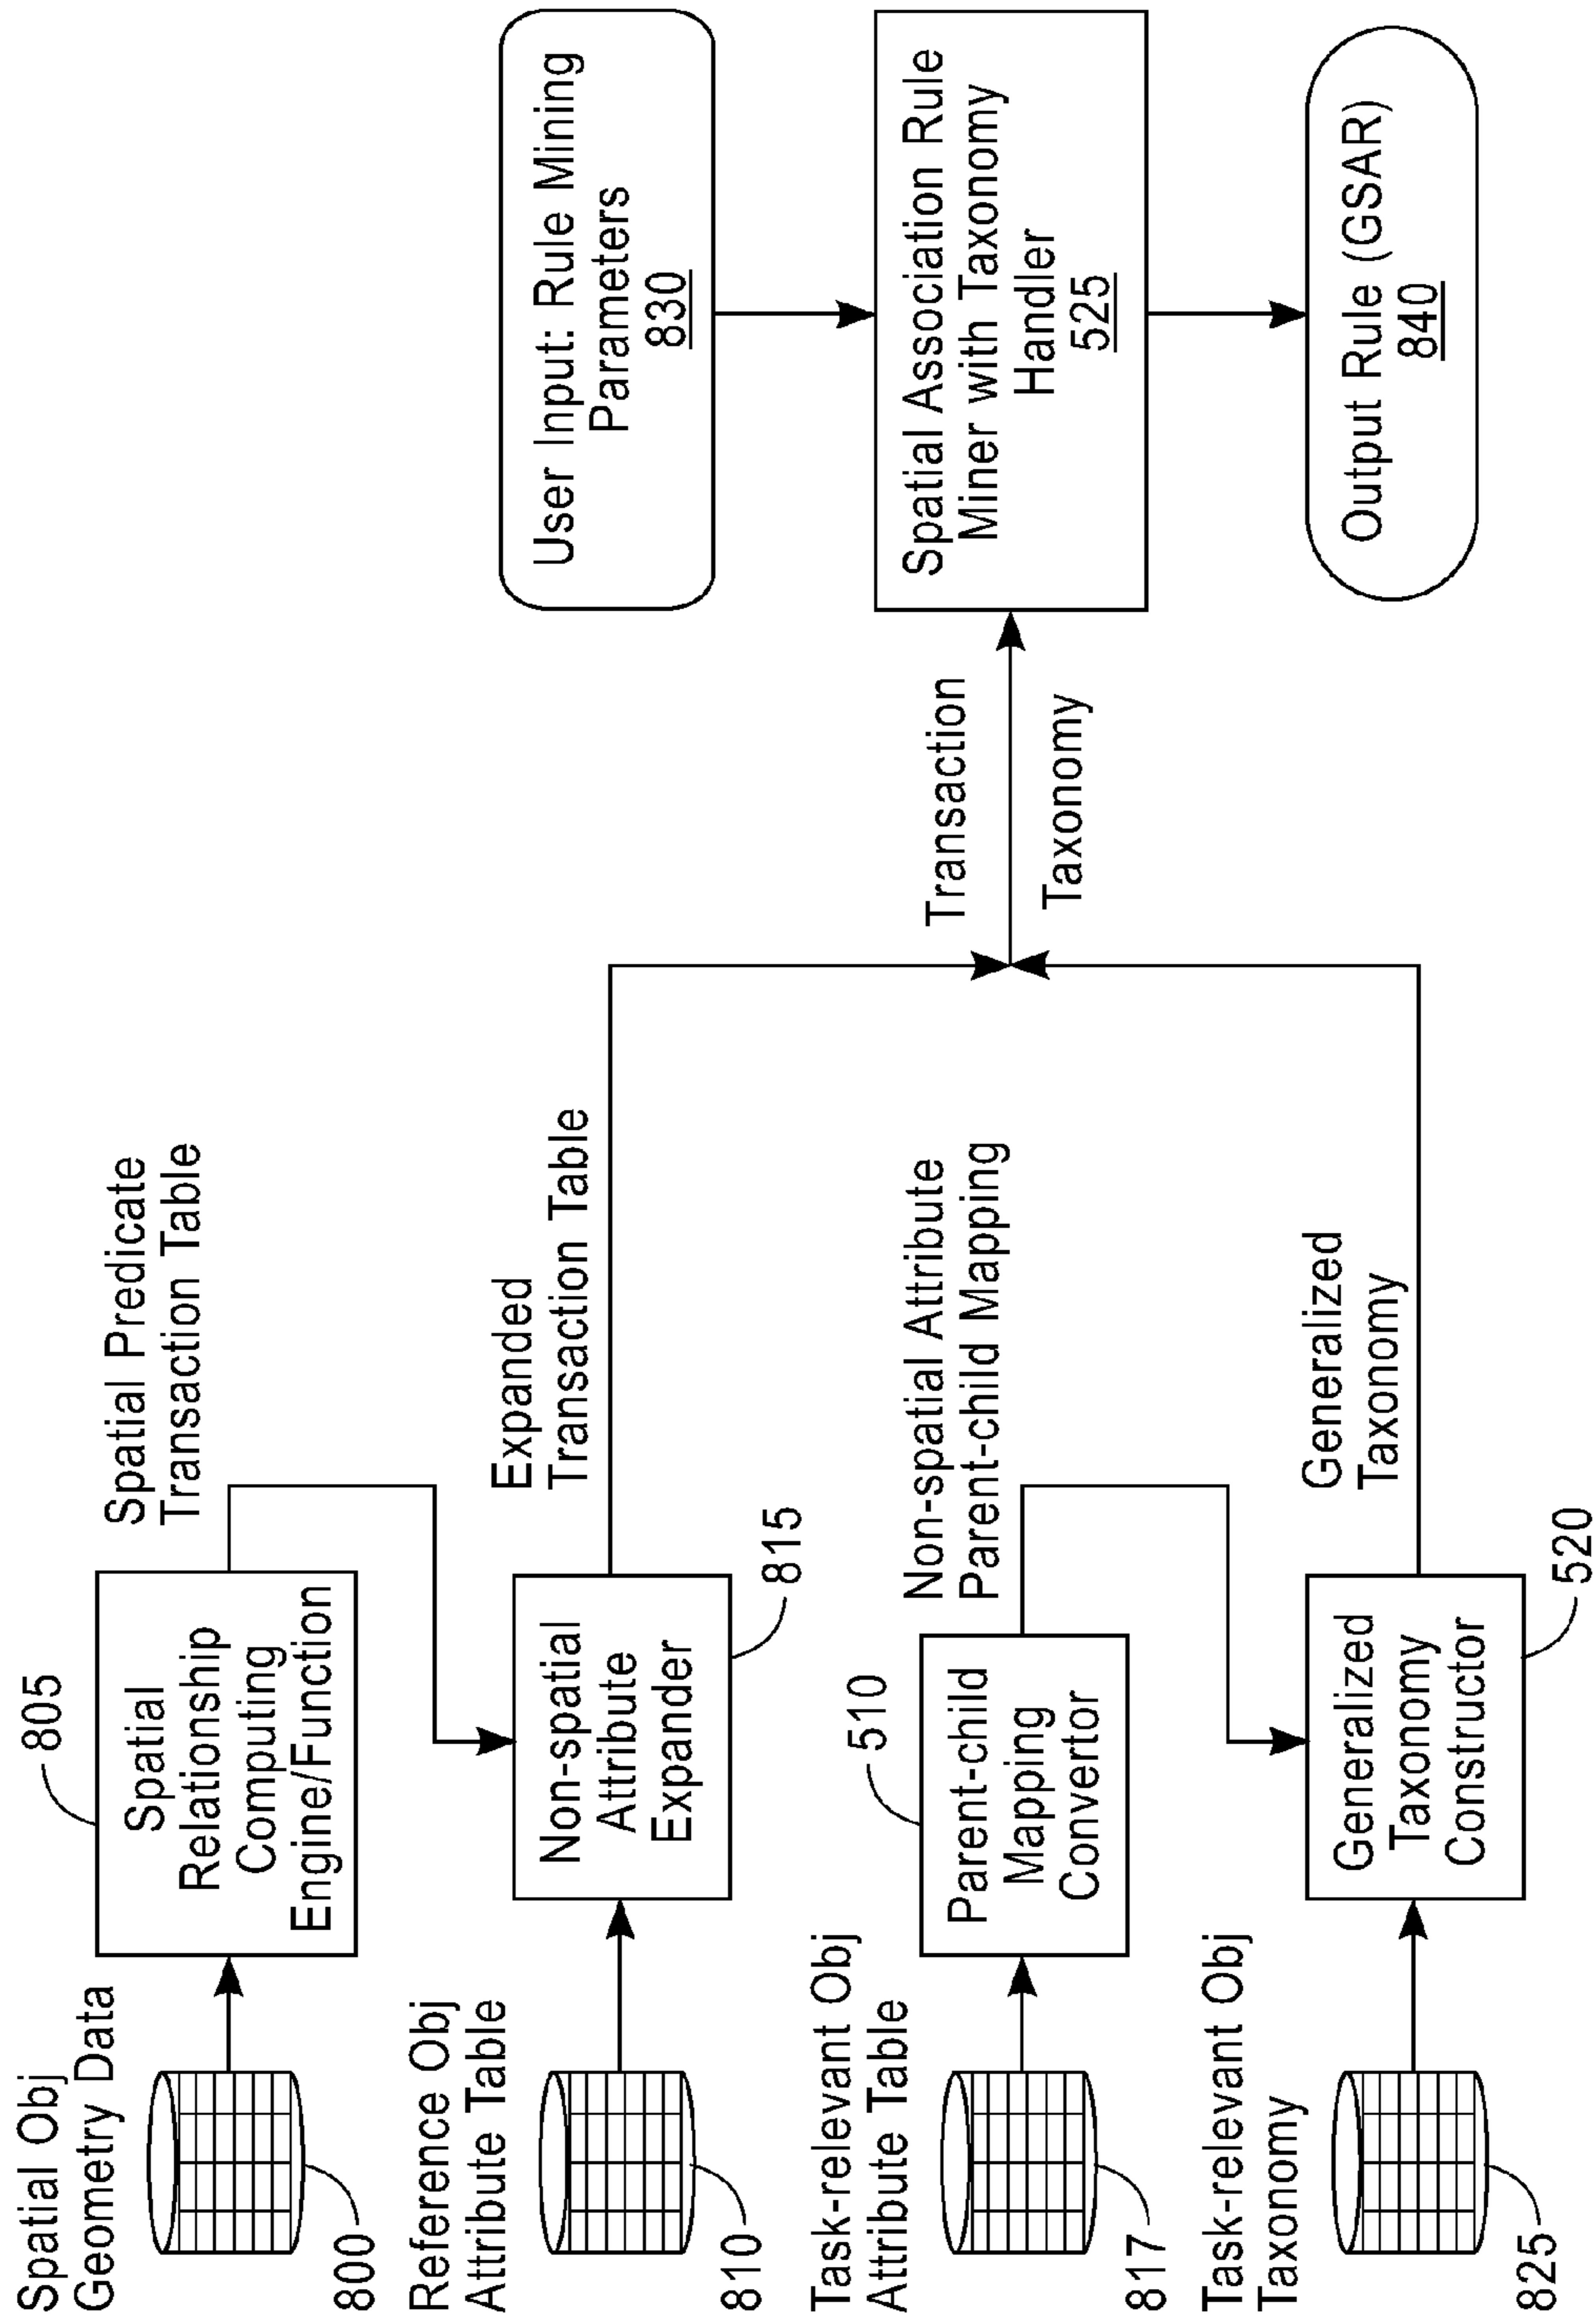 Spatial Obj
Geometry Data
800
805
Spatial
Relationship
Computing
Engine/Function
Spatial Predicate
Transaction Table
Reference Obj
Attribute Table
810
Non-spatial
Attribute
Expander
815
Expanded
Transaction Table
Task-relevant Obj
Attribute Table
817
510
Parent-child
Mapping
Convertor
Non-spatial Attribute
Parent-child Mapping
Task-relevant Obj
Taxonomy
825
Generalized
Taxonomy
Constructor
520
Generalized
Taxonomy
Transaction
Taxonomy
User Input: Rule Mining
Parameters
830
Spatial Association Rule
Miner with Taxonomy
Handler
525
Output Rule (GSAR)
840